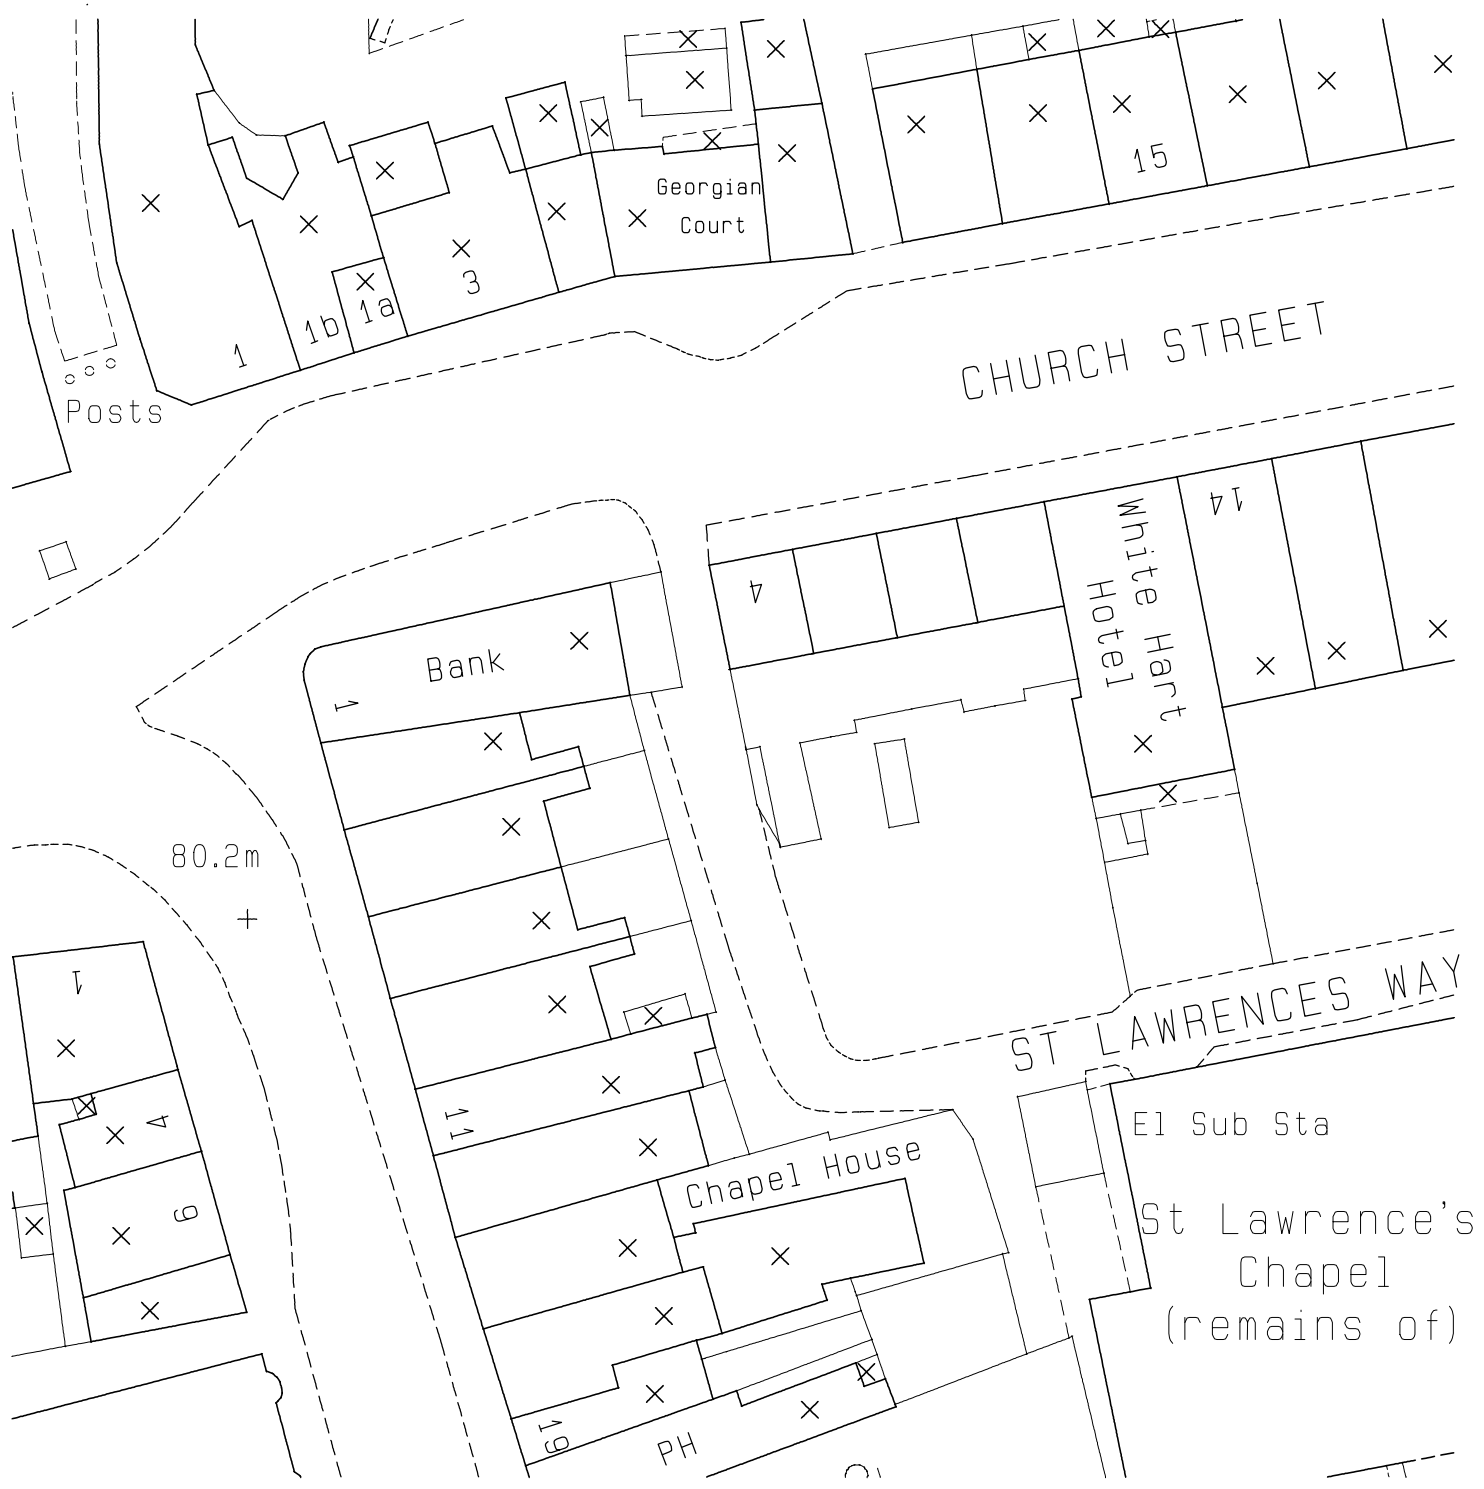 15
Georgian
Court
3
1a
1b
1
CHURCH STREET
Posts
14
White Hart
Hotel
4
Bank
1
80.2m
1
ST LAWRENCES WAY
11
4
El Sub Sta
Chapel House
9
St Lawrence's
Chapel
(remains of)
19
PH